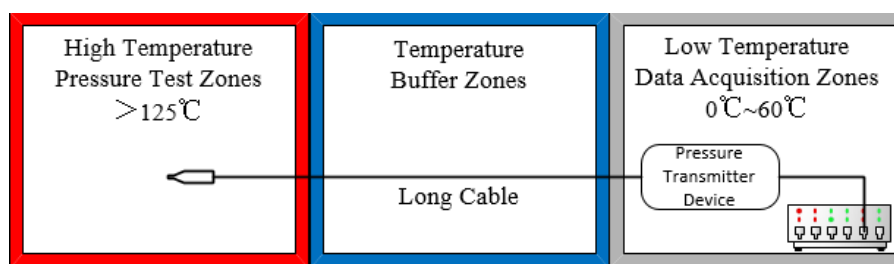 High Temperature
Pressure Test Zones
＞125℃
Temperature
Buffer Zones
Long Cable
Low Temperature
Data Acquisition Zones
0℃~60℃
Pressure
Transmitter
Device